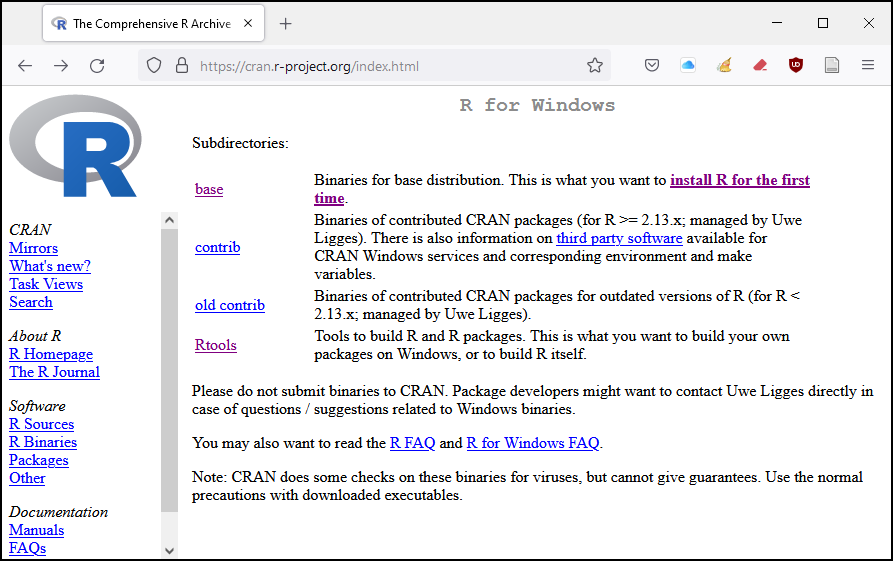 The Comprehensive R Archive
https://cran.r-project.org/index.html
R
CRAN
Mirrors
What's new?
Task Views
Search
About R
R Homepage
The R Journal
Software
R Sources
R Binaries
Packages
Other
Documentation
Manuals
FAQs
R for Windows
Subdirectories:
base
Binaries for base distribution. This is what you want to install R for the first
time.
contrib
Binaries of contributed CRAN packages (for R >= 2.13.x; managed by Uwe
Ligges). There is also information on third party software available for
CRAN Windows services and corresponding environment and make
variables.
old contrib
Binaries of contributed CRAN packages for outdated versions of R (for R <
2.13.x; managed by Uwe Ligges).
Rtools
Tools to build R and R packages. This is what you want to build your own
packages on Windows, or to build R itself.
Please do not submit binaries to CRAN. Package developers might want to contact Uwe Ligges directly in
case of questions / suggestions related to Windows binaries.
You may also want to read the R FAQ and R for Windows FAQ.
Note: CRAN does some checks on these binaries for viruses, but cannot give guarantees. Use the normal
precautions with downloaded executables.